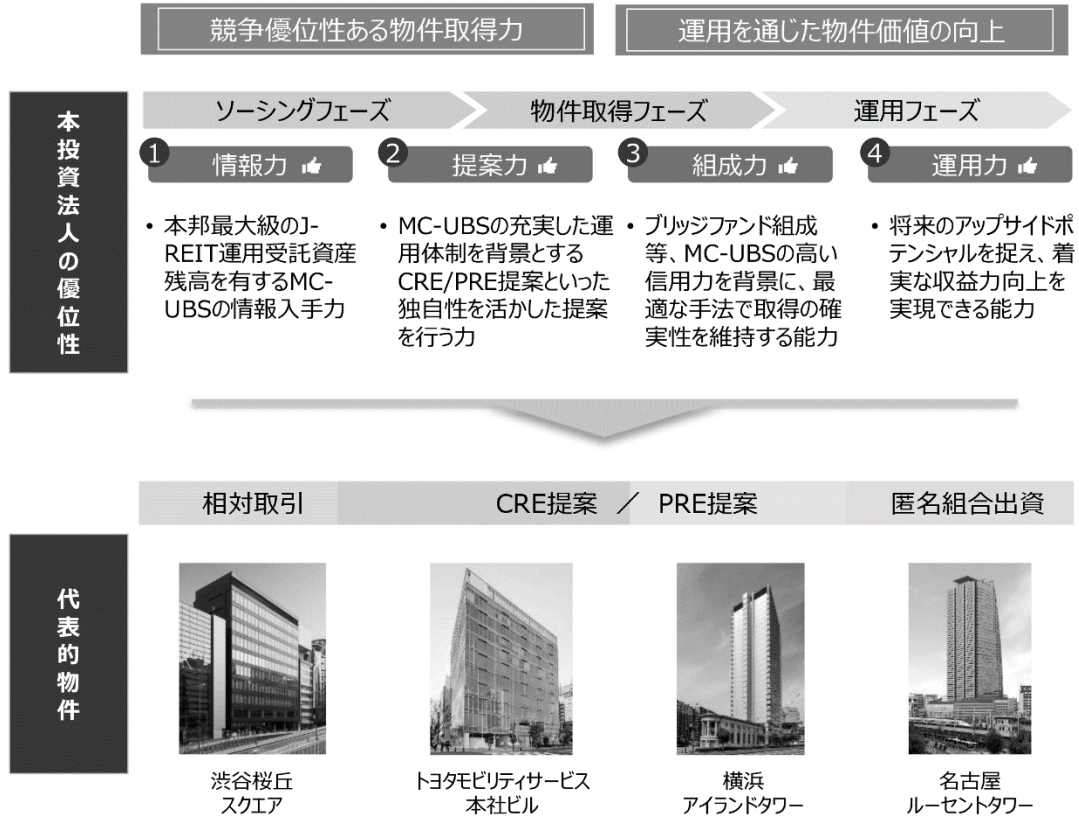 競争優位性ある物件取得力
運用を通じた物件価値の向上
本投資法人の優位性
ソーシングフェーズ
物件取得フェーズ
運用フェーズ
1 情報力
2 提案力
3 組成力
4 運用力
• 本邦最大級のJ-
REIT運用受託資産
残高を有するMC-
UBSの情報入手力
• MC-UBSの充実した運
用体制を背景とする
CRE/PRE提案といった
独自性を活かした提案
を行う力
• ブリッジファンド組成
等、MC-UBSの高い
信用力を背景に、最
適な手法で取得の確
実性を維持する能力
• 将来のアップサイドポ
テンシャルを捉え、着
実な収益力向上を
実現できる能力
相対取引
CRE提案 ／ PRE提案
匿名組合出資
代表的物件
渋谷桜丘
スクエア
トヨタモビリティサービス
本社ビル
横浜
アイランドタワー
名古屋
ルーセントタワー